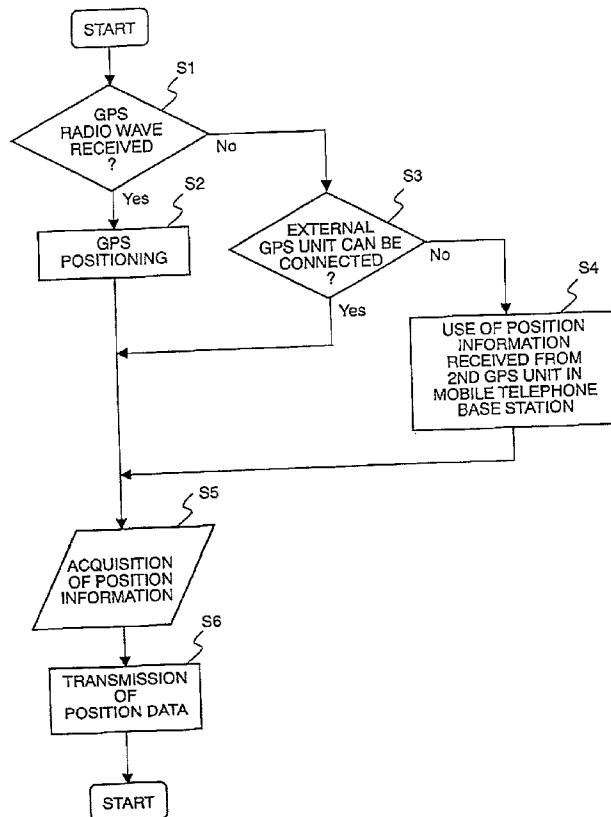 START
S1
GPS
RADIO WAVE
RECEIVED
?
No
Yes
S2
GPS
POSITIONING
S3
EXTERNAL
GPS UNIT CAN BE
CONNECTED
?
No
Yes
S4
USE OF POSITION
INFORMATION
RECEIVED FROM
2ND GPS UNIT IN
MOBILE TELEPHONE
BASE STATION
S5
ACQUISITION
OF POSITION
INFORMATION
S6
TRANSMISSION
OF
POSITION DATA
START